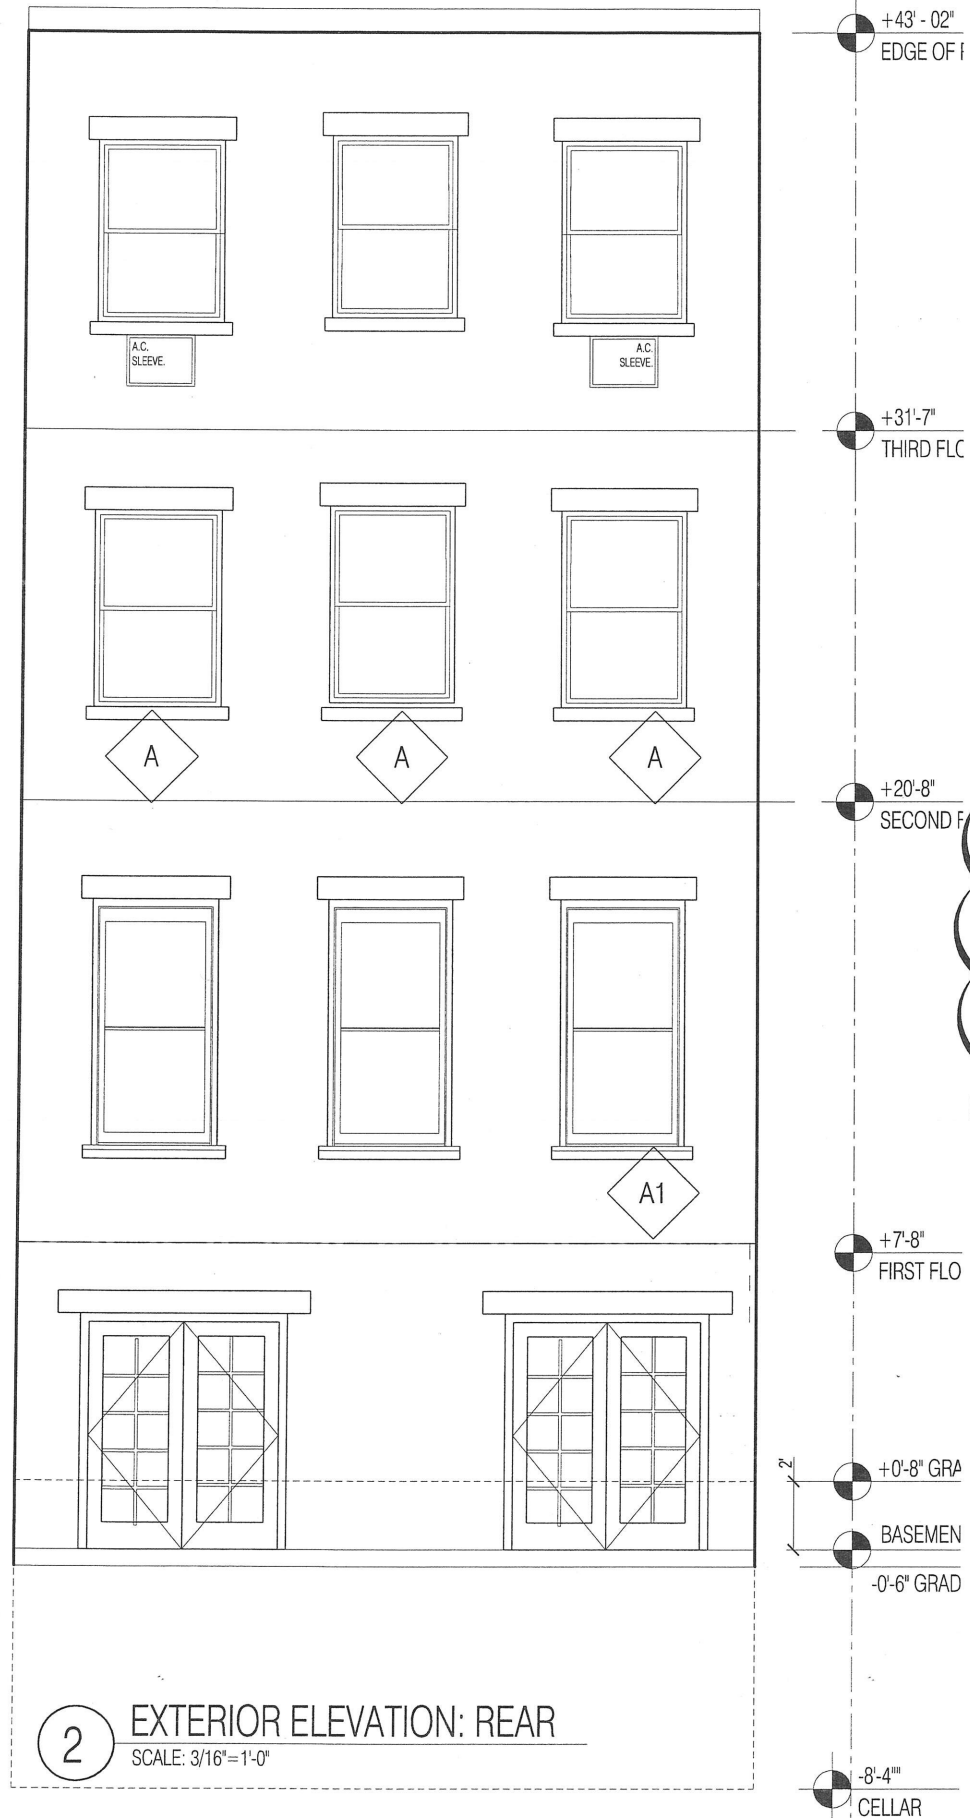 +43' - 02"
EDGE OF
A.C.
SLEEVE.
A.C.
SLEEVE.
+31'-7"
THIRD FLO
A
A
A
+20'-8"
SECOND F
A1
+7'-8"
FIRST FLO
2'
+0'-8" GRA
BASEMEN
-0'-6" GRAD
2
EXTERIOR ELEVATION: REAR
SCALE: 3/16"=1'-0"
-8'-4""
CELLAR